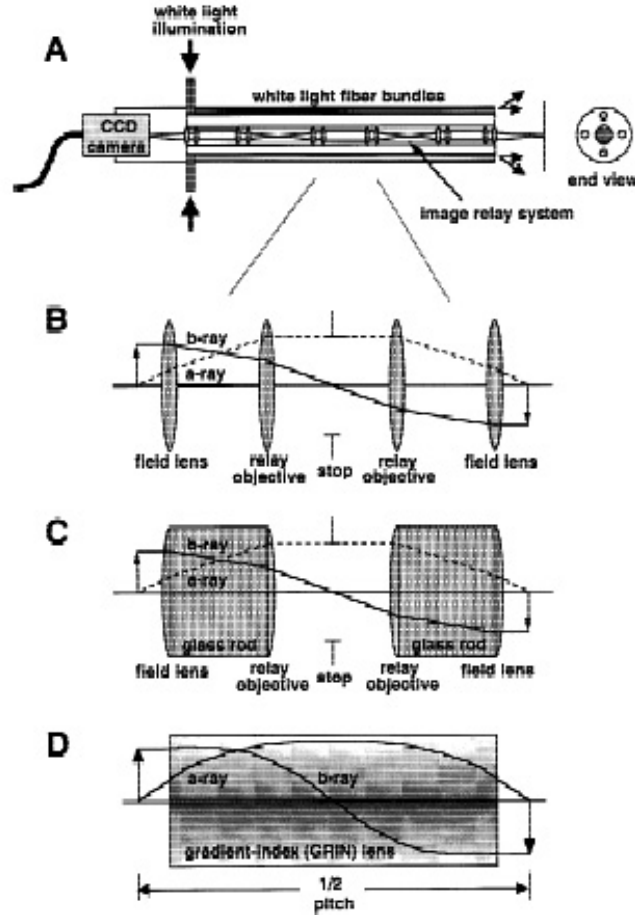 white light
illumination
A
white light fiber bundles
CCD
camera
end view
image relay system
B
b-ray
a-ray
field lens
relay
objective
stop
relay
objective
field lens
C
b-ray
a-ray
glass rod
glass rod
field lens
relay
objective
stop
relay
objective
field lens
D
a-ray
b-ray
gradient-index (GRIN) lens
1/2
pitch